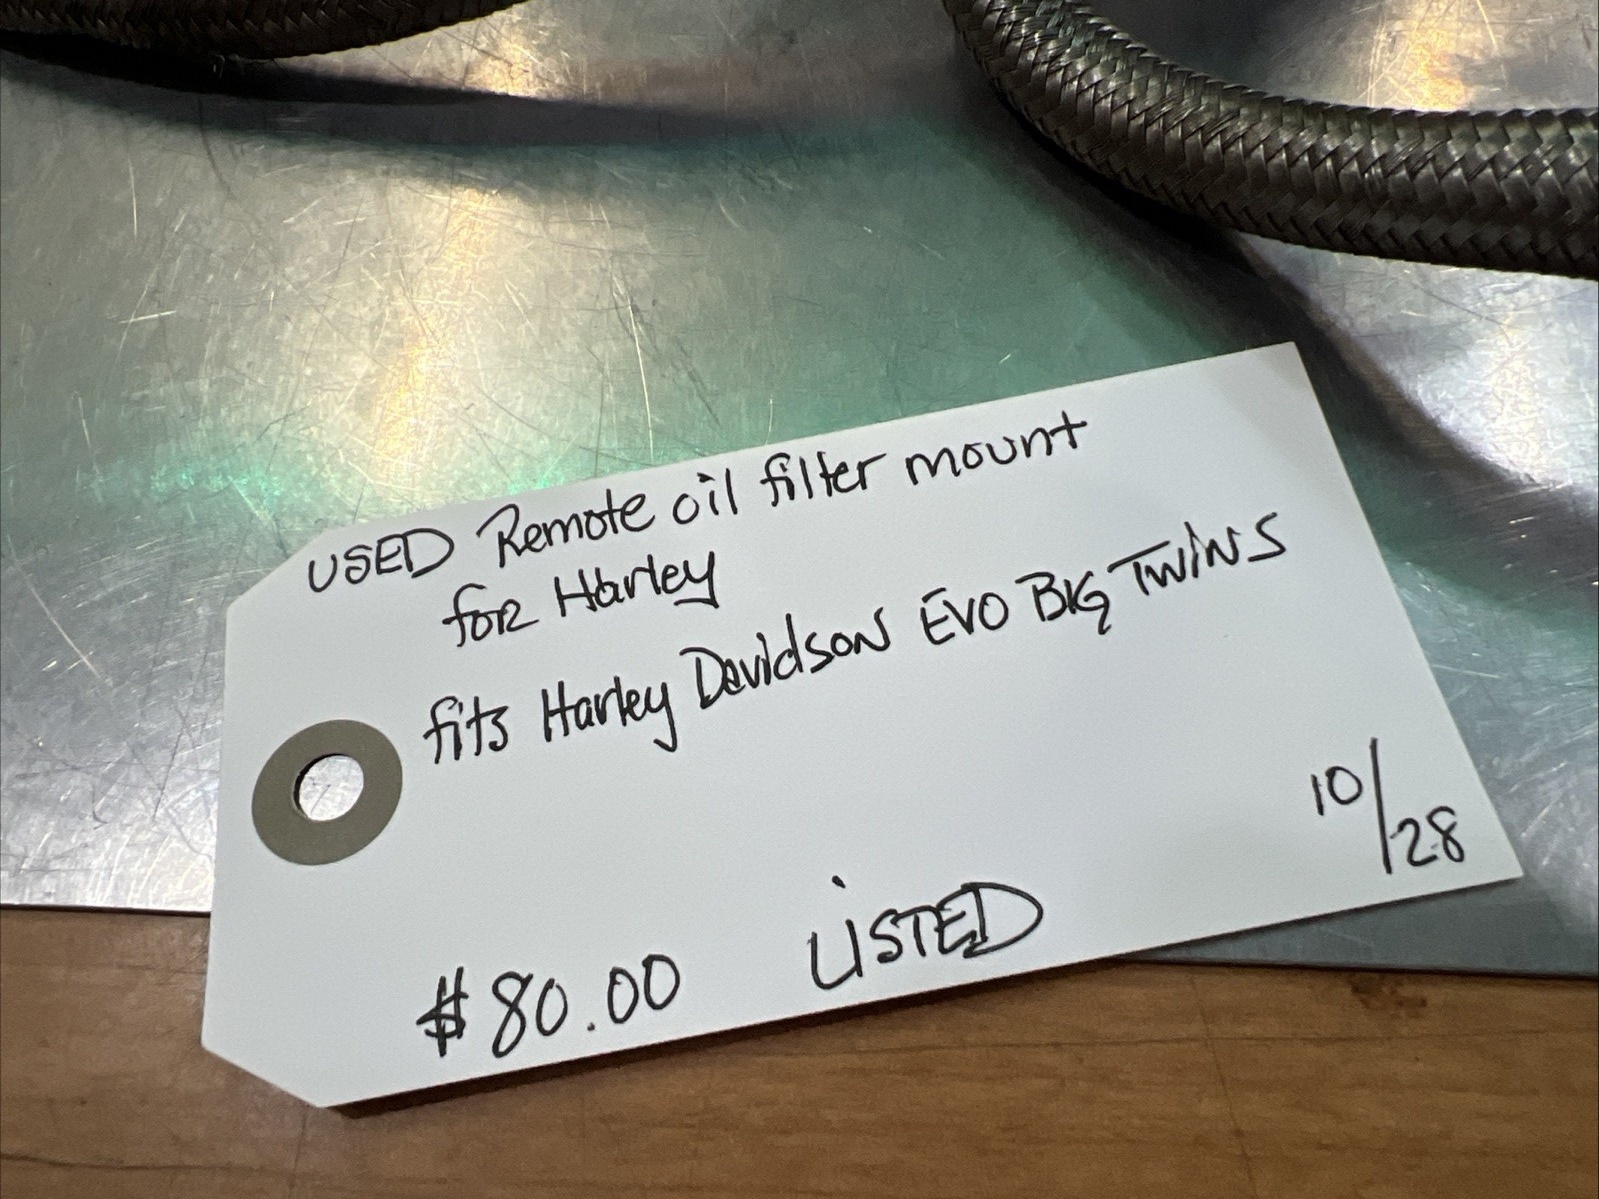 USED Remote oil filter mount
for Harley
fits Harley Davidson EVO BIG TWINS
10/28
$80.00 LISTED